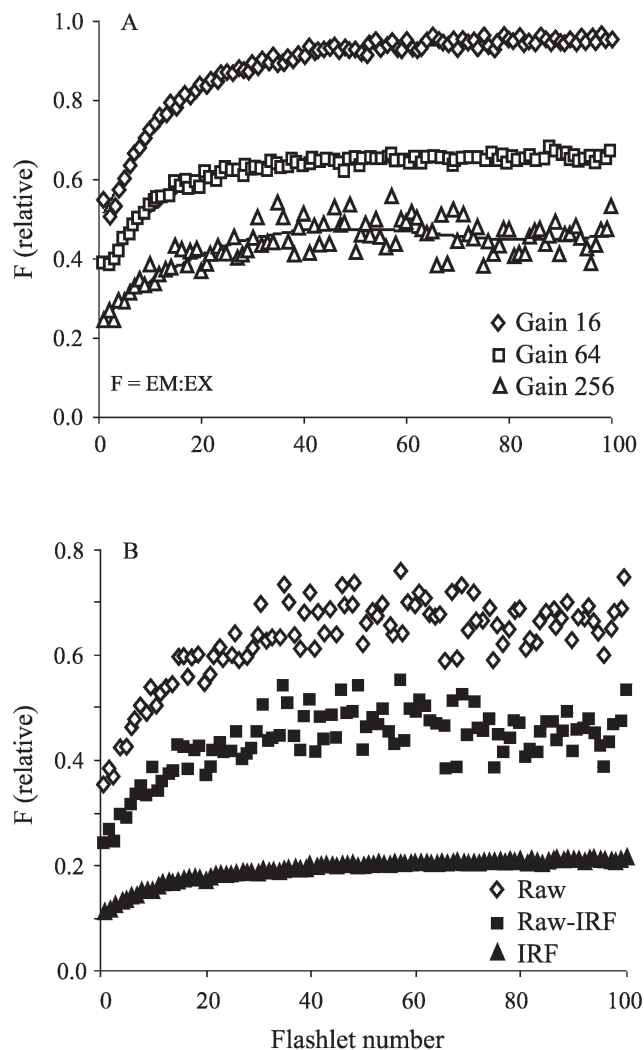 A
1.0
0.8
0.6
0.4
0.2
0.0
F (relative)
Gain 16
Gain 64
Gain 256
F = EM:EX
0 20 40 60 80 100
B
0.8
0.6
0.4
0.2
0.0
F (relative)
Raw
Raw-IRF
IRF
0 20 40 60 80 100
Flashlet number